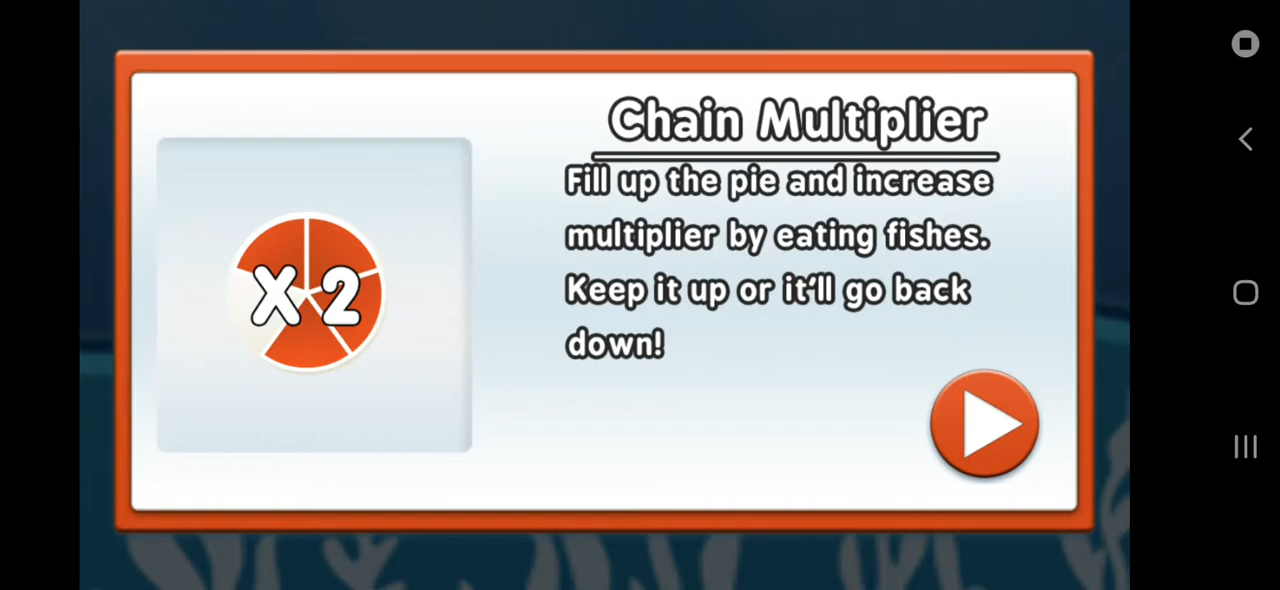 Chain Multiplier
Fill up the pie and increase
multiplier by eating fishes.
Keep it up or it'll go back
down!
X 2